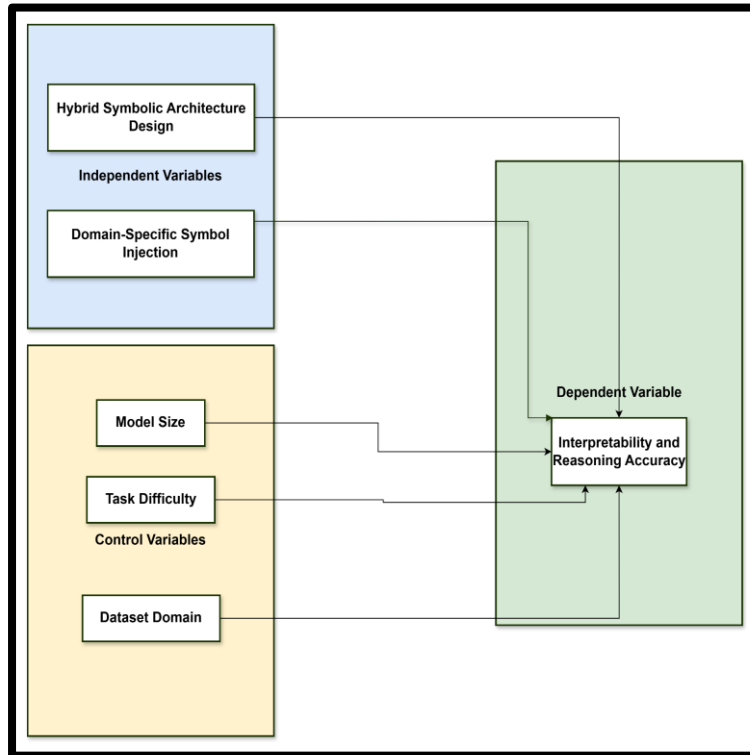 Hybrid Symbolic Architecture
Design
Independent Variables
Domain-Specific Symbol
Injection
Model Size
Task Difficulty
Control Variables
Dataset Domain
Dependent Variable
Interpretability and
Reasoning Accuracy